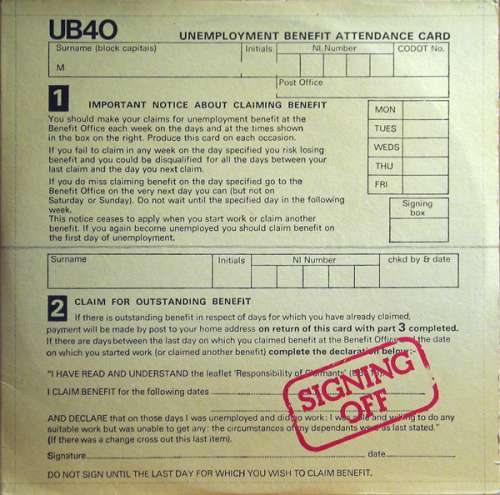 UB40 UNEMPLOYMENT BENEFIT ATTENDANCE CARD
Surname (block capitals) Initials NI Number CODOT No.
M
Post Office
1 IMPORTANT NOTICE ABOUT CLAIMING BENEFIT
You should make your claims for unemployment benefit at the
Benefit Office each week on the days and at the times shown
in the box on the right. Produce this card on each occasion.
If you fail to claim in any week on the day specified you risk losing
benefit and you could be disqualified for all the days between your
last claim and the day you next claim.
If you do miss claiming benefit on the day specified go to the
Benefit Office on the very next day you can (but not on
Saturday or Sunday). Do not wait until the specified day in the following
week.
This notice ceases to apply when you start work or claim another
benefit. If you again become unemployed you should claim benefit on
the first day of unemployment.
MON
TUES
WEDS
THU
FRI
Signing
box
Surname Initials NI Number chkd by & date
2 CLAIM FOR OUTSTANDING BENEFIT
If there is outstanding benefit in respect of days for which you have already claimed,
payment will be made by post to your home address on return of this card with part 3 completed.
If there are days between the last day on which you claimed benefit at the Benefit Office and the date
on which you started work (or claimed another benefit) complete the declaration below:-
"I HAVE READ AND UNDERSTAND the leaflet 'Responsibility of Claimants'
I CLAIM BENEFIT for the following dates
AND DECLARE that on those days I was unemployed and did no work: I was able and willing to do any
suitable work but was unable to get any: the circumstances of my dependants were as last stated."
(If there was a change cross out this last item).
Signature date
DO NOT SIGN UNTIL THE LAST DAY FOR WHICH YOU WISH TO CLAIM BENEFIT.
SIGNING
OFF